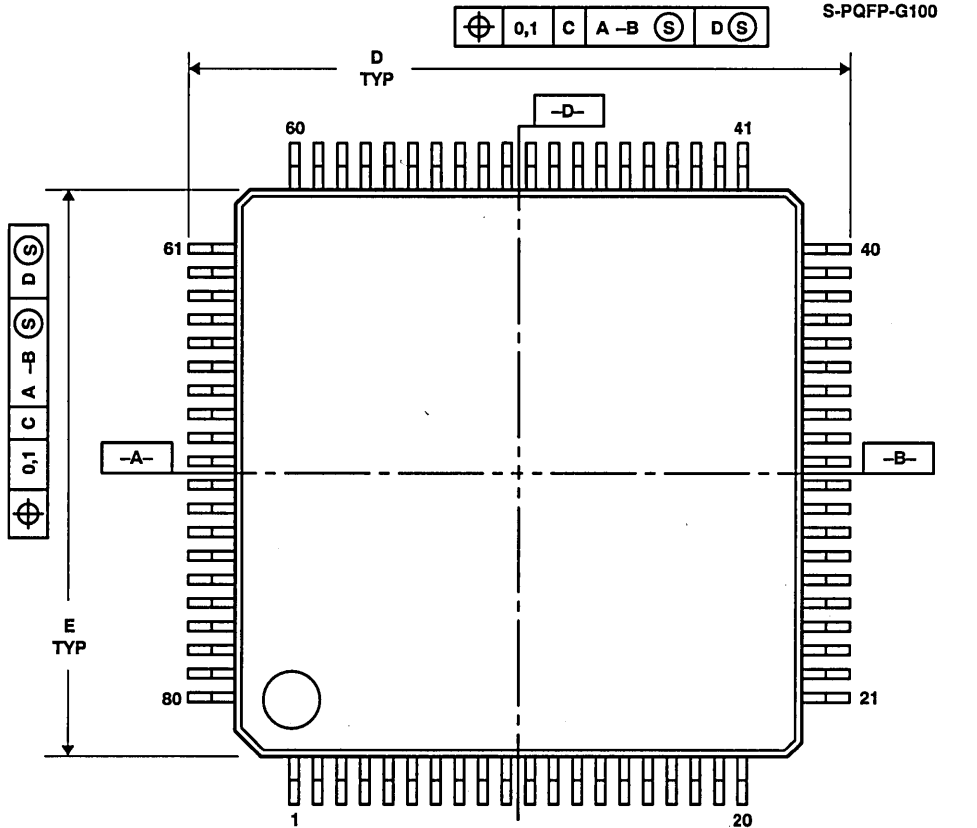 S-PQFP-G100
0,1 C A –B S D S
D
TYP
–D–
60 41
61 40
0,1 C A –B S D S
–A– –B–
E
TYP
80 21
1 20